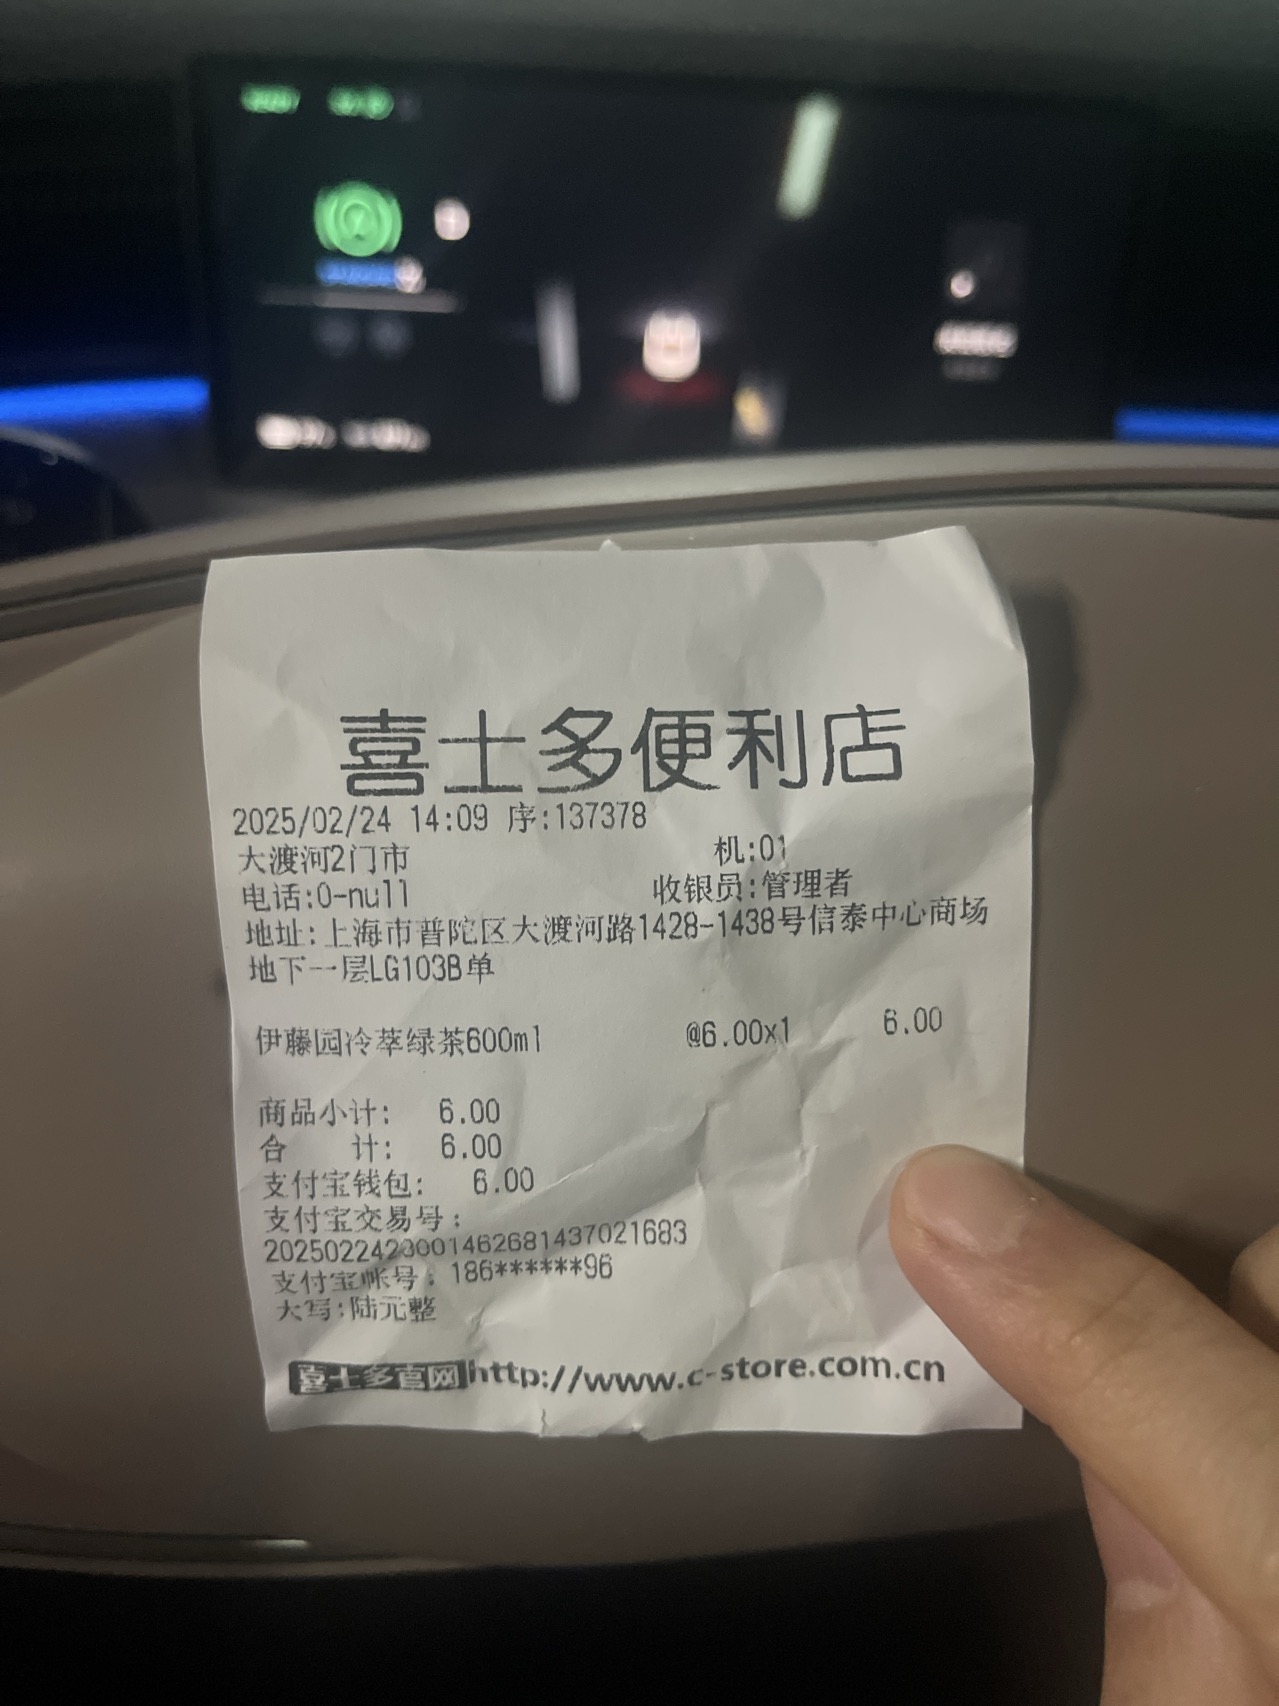 喜士多便利店
2025/02/24 14:09 序:137378
大渡河2门市 机:01
电话:0-null 收银员:管理者
地址:上海市普陀区大渡河路1428-1438号信泰中心商场
地下一层LG103B单
伊藤园冷萃绿茶600ml @6.00x1 6.00
商品小计: 6.00
合 计: 6.00
支付宝钱包: 6.00
支付宝交易号:
2025022423001462681437021683
支付宝帐号:186******96
大写:陆元整
喜士多官网http://www.c-store.com.cn